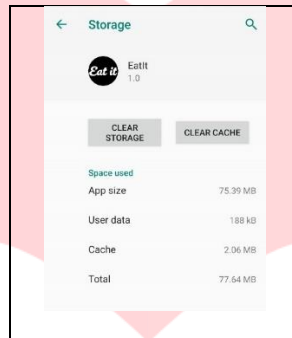 Storage
Eat it
EatIt
1.0
CLEAR STORAGE
CLEAR CACHE
Space used
App size 75.39 MB
User data 188 kB
Cache 2.06 MB
Total 77.64 MB